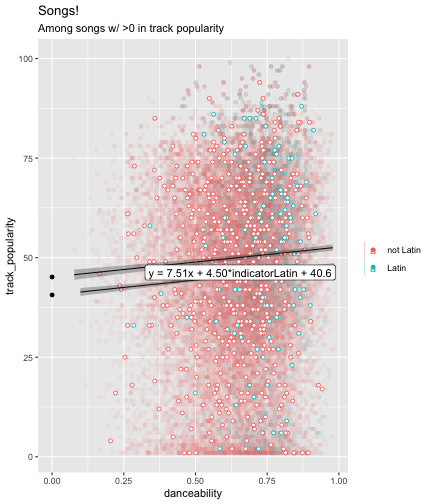 Songs!
Among songs w/ >0 in track popularity
100
75
50
25
0
track_popularity
y = 7.51x + 4.50*indicatorLatin + 40.6
not Latin
Latin
0.00 0.25 0.50 0.75 1.00
danceability